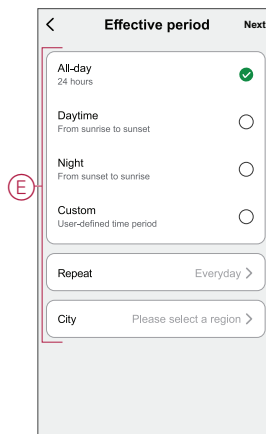 Effective period
Next
All-day
24 hours
Daytime
From sunrise to sunset
Night
From sunset to sunrise
Custom
User-defined time period
E
Repeat Everyday
City Please select a region